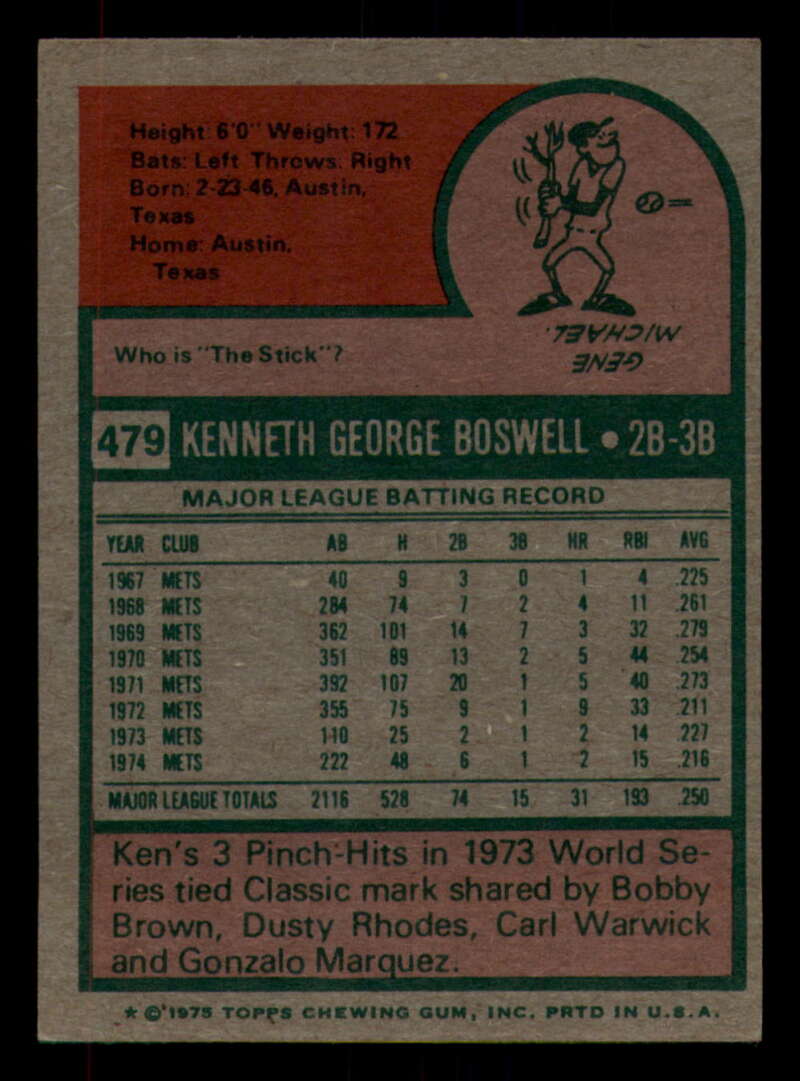 Height: 6'0" Weight: 172
Bats: Left Throws: Right
Born: 2-23-46, Austin,
Texas
Home: Austin,
Texas
Who is "The Stick"?
GENE
MICHAEL.
479 KENNETH GEORGE BOSWELL • 2B-3B
MAJOR LEAGUE BATTING RECORD
YEAR CLUB AB H 2B 3B HR RBI AVG
1967 METS 40 9 3 0 1 4 .225
1968 METS 284 74 7 2 4 11 .261
1969 METS 362 101 14 7 3 32 .279
1970 METS 351 89 13 2 5 44 .254
1971 METS 392 107 20 1 5 40 .273
1972 METS 355 75 9 1 9 33 .211
1973 METS 110 25 2 1 2 14 .227
1974 METS 222 48 6 1 2 15 .216
MAJOR LEAGUE TOTALS 2116 528 74 15 31 193 .250
Ken's 3 Pinch-Hits in 1973 World Se-
ries tied Classic mark shared by Bobby
Brown, Dusty Rhodes, Carl Warwick
and Gonzalo Marquez.
* © 1975 TOPPS CHEWING GUM, INC. PRTD IN U.S.A.